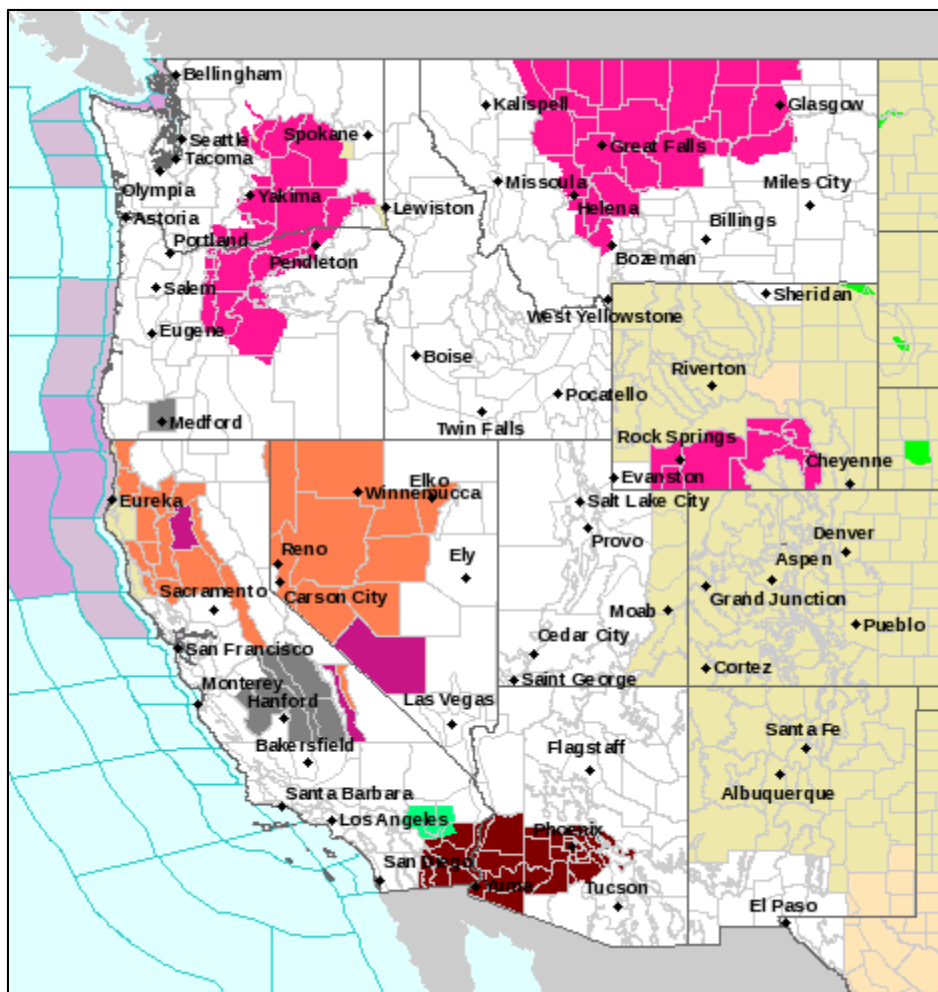 Bellingham
Kalispell
Glasgow
Seattle
Spokane
Great Falls
Tacoma
Olympia
Missoula
Miles City
Yakima
Helena
Lewiston
Astoria
Billings
Portland
Pendleton
Bozeman
Salem
Sheridan
West Yellowstone
Eugene
Boise
Riverton
Pocatello
Medford
Twin Falls
Rock Springs
Cheyenne
Evanston
Elko
Eureka
Winnemucca
Salt Lake City
Provo
Denver
Reno
Ely
Aspen
Sacramento
Carson City
Grand Junction
Moab
Pueblo
Cedar City
San Francisco
Cortez
Saint George
Monterey
Las Vegas
Hanford
Santa Fe
Bakersfield
Flagstaff
Albuquerque
Santa Barbara
Los Angeles
Phoenix
San Diego
Yuma
Tucson
El Paso